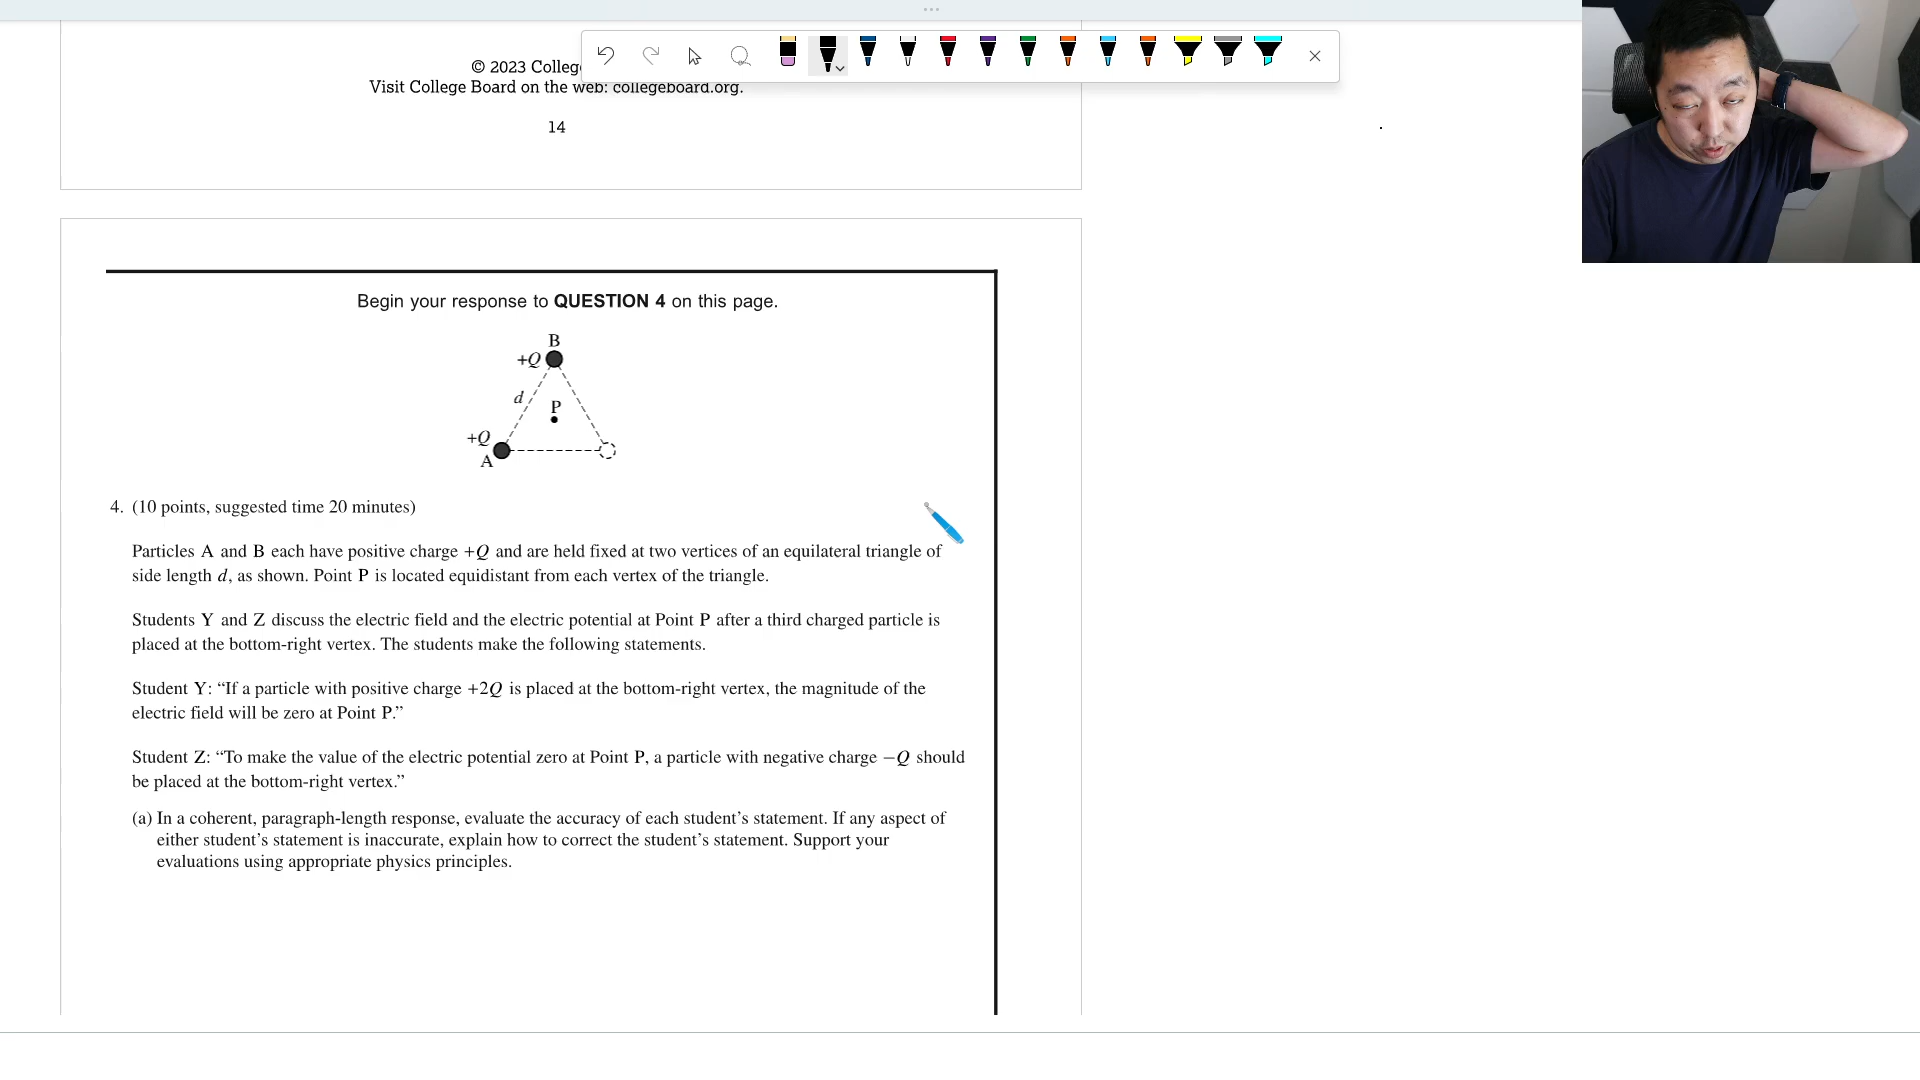 © 2023 Colleg
Visit College Board on the web: collegeboard.org.
14
Begin your response to QUESTION 4 on this page.
B
+Q
d
P
+Q
A
4. (10 points, suggested time 20 minutes)
Particles A and B each have positive charge +Q and are held fixed at two vertices of an equilateral triangle of
side length d, as shown. Point P is located equidistant from each vertex of the triangle.
Students Y and Z discuss the electric field and the electric potential at Point P after a third charged particle is
placed at the bottom-right vertex. The students make the following statements.
Student Y: “If a particle with positive charge +2Q is placed at the bottom-right vertex, the magnitude of the
electric field will be zero at Point P.”
Student Z: “To make the value of the electric potential zero at Point P, a particle with negative charge −Q should
be placed at the bottom-right vertex.”
(a) In a coherent, paragraph-length response, evaluate the accuracy of each student’s statement. If any aspect of
either student’s statement is inaccurate, explain how to correct the student’s statement. Support your
evaluations using appropriate physics principles.